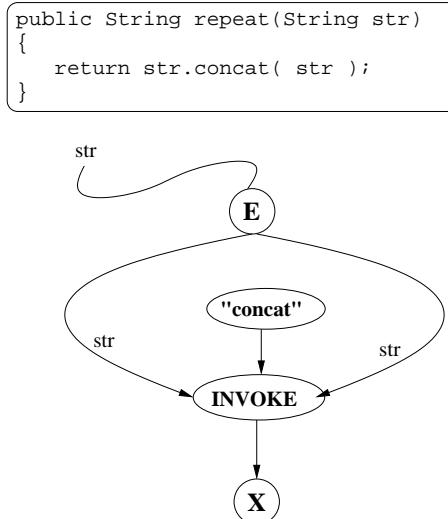 public String repeat(String str)
{
   return str.concat( str );
}
str
E
"concat"
str
str
INVOKE
X